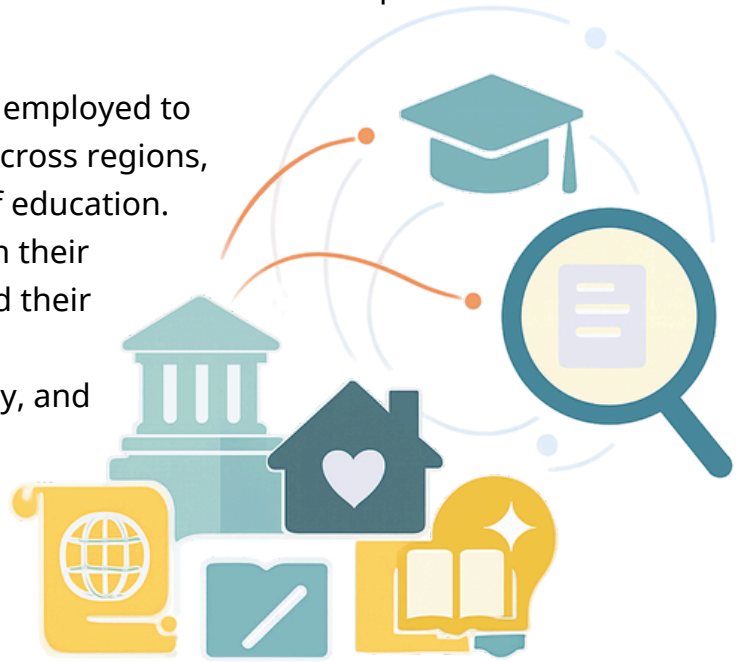 employed to
cross regions,
f education.
n their
d their
y, and